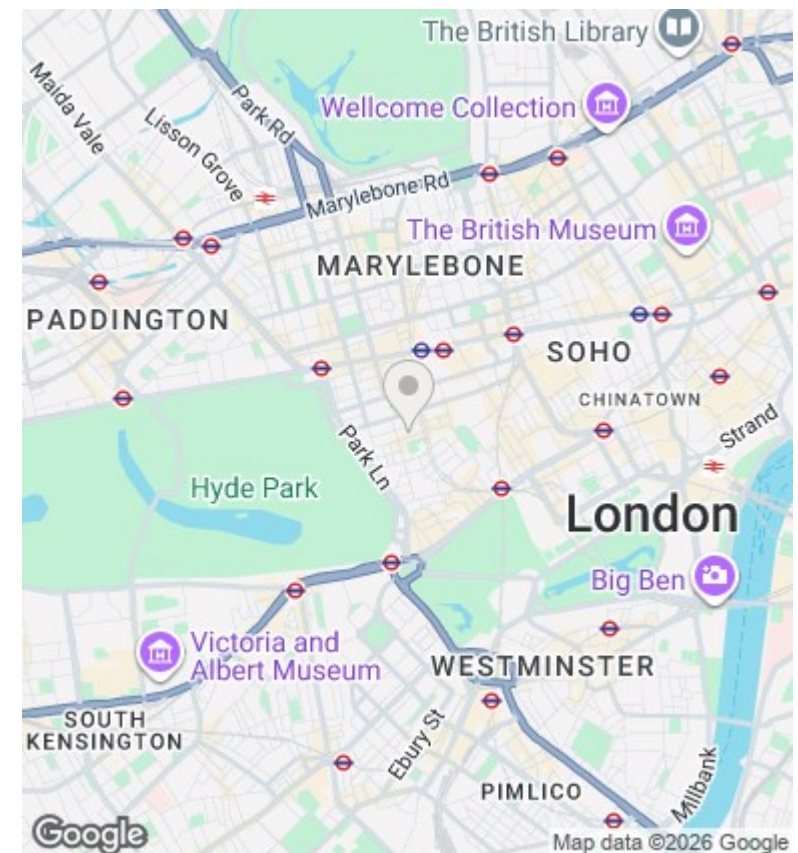 The British Library
Wellcome Collection
Maida Vale
Park Rd
Lisson Grove
Marylebone Rd
The British Museum
MARYLEBONE
PADDINGTON
SOHO
CHINATOWN
Strand
Park Ln
Hyde Park
London
Big Ben
Victoria and
Albert Museum
WESTMINSTER
SOUTH
KENSINGTON
Ebury St
PIMLICO
Millbank
Google
Map data ©2026 Google